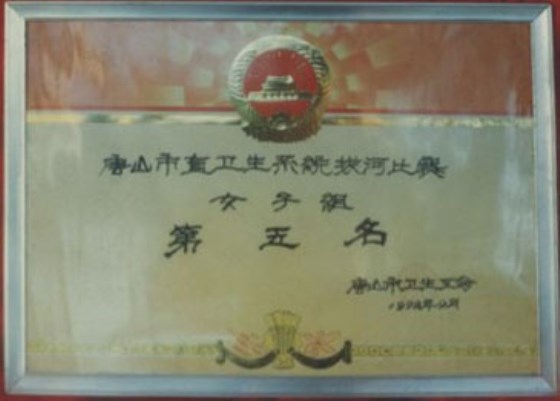 唐山市直卫生系统拔河比赛
女子组
第五名
唐山市卫生工会